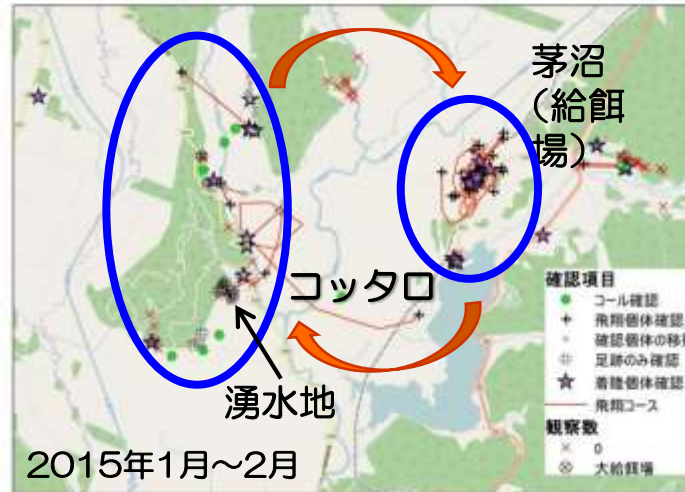 茅沼
(給餌
場)
コッタロ
湧水地
2015年1月~2月
確認項目
コール確認
飛翔個体確認
確認個体の移
足跡のみ確認
着陸個体確認
飛翔コース
観察数
0
大給餌場